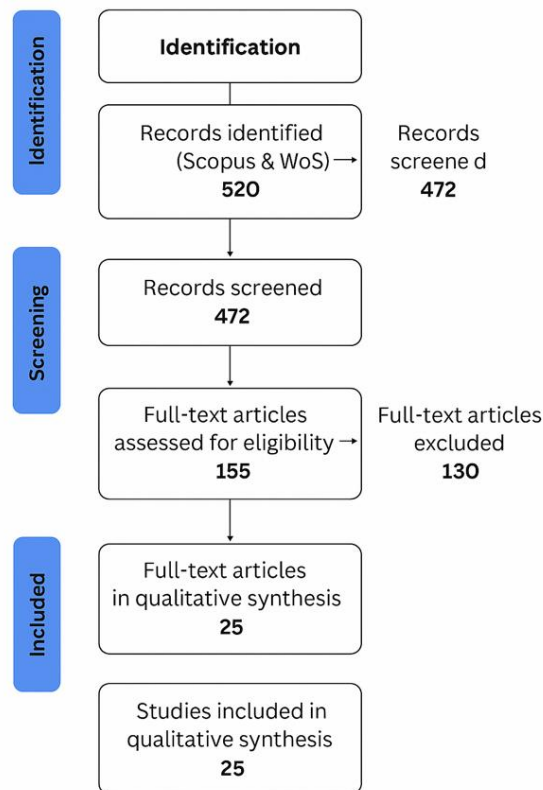 Identification
Identification
Records identified
(Scopus & WoS)
520
Records
screene d
472
Screening
Records screened
472
Full-text articles
assessed for eligibility
155
Full-text articles
excluded
130
Included
Full-text articles
in qualitative synthesis
25
Studies included in
qualitative synthesis
25